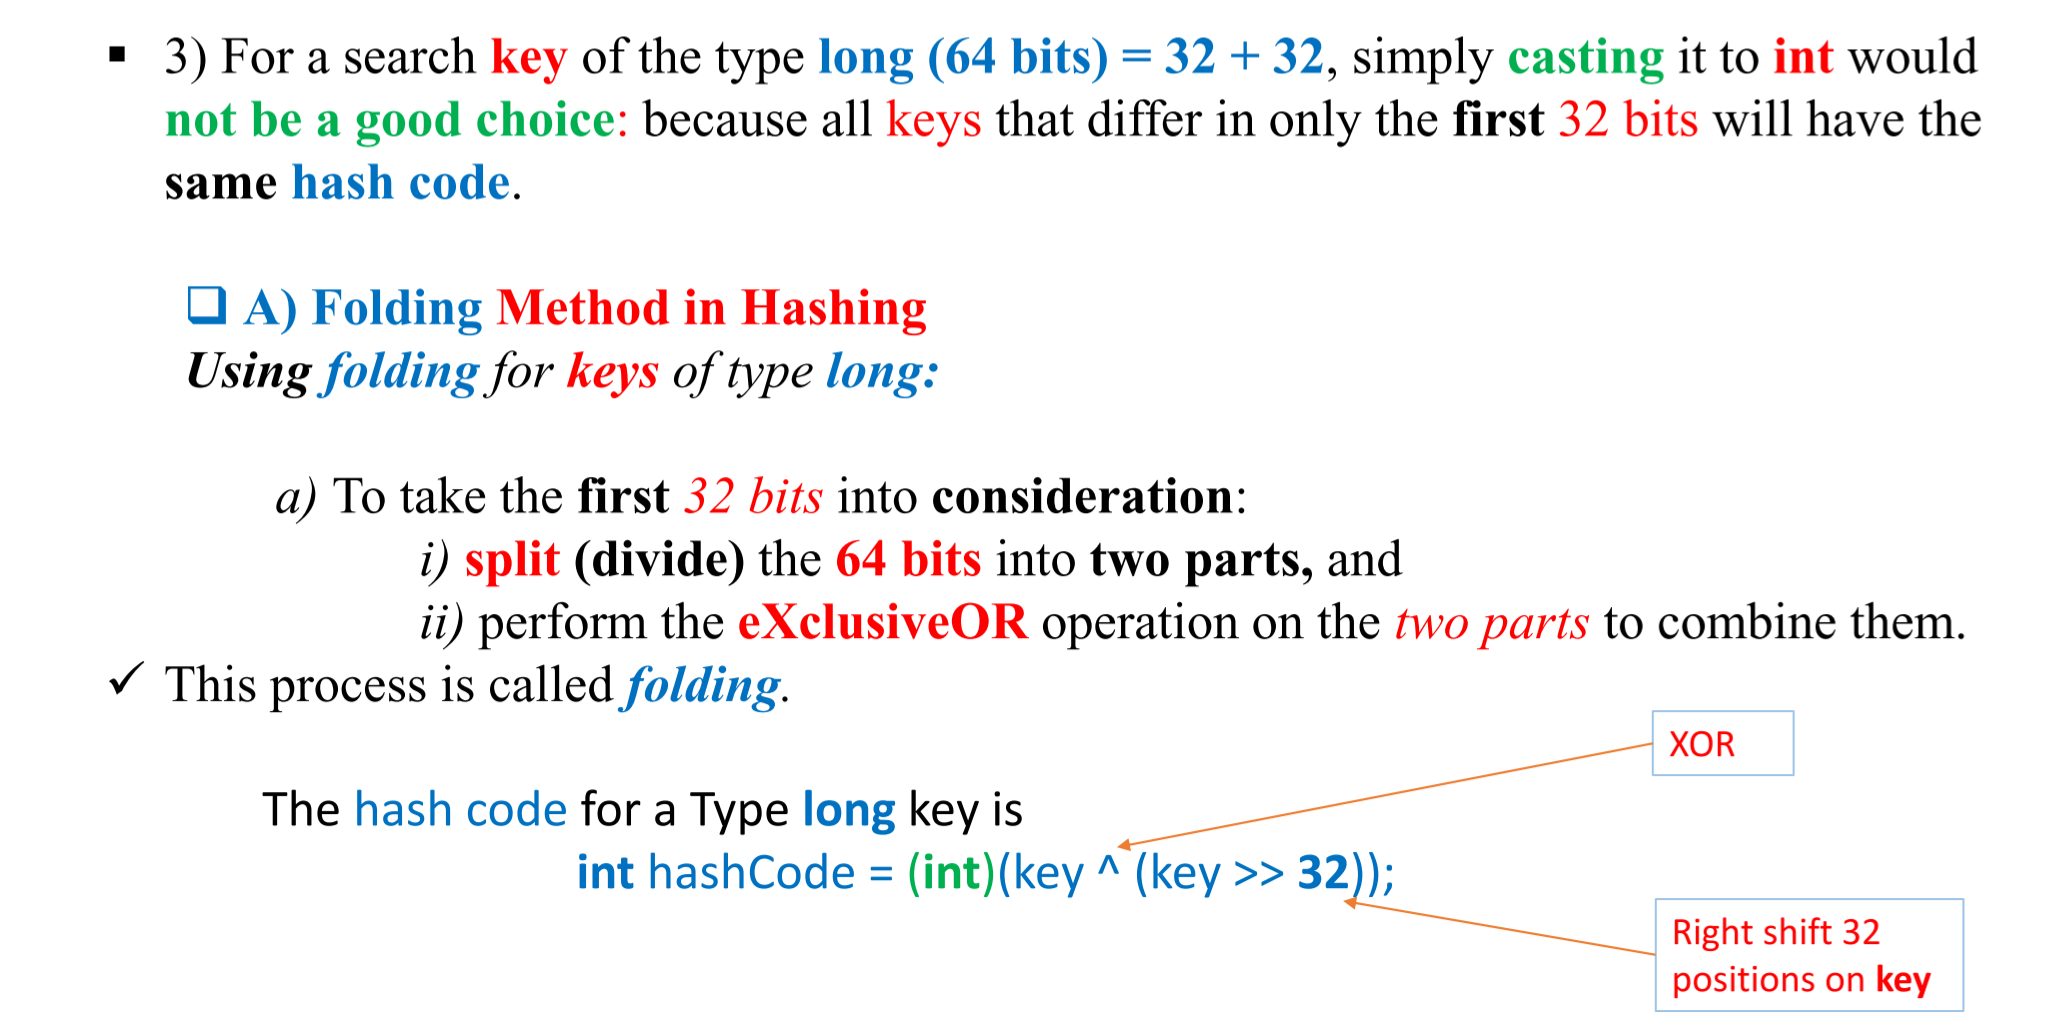 ▪ 3) For a search key of the type long (64 bits) = 32 + 32, simply casting it to int would
not be a good choice: because all keys that differ in only the first 32 bits will have the
same hash code.
❑ A) Folding Method in Hashing
Using folding for keys of type long:
a) To take the first 32 bits into consideration:
i) split (divide) the 64 bits into two parts, and
ii) perform the eXclusiveOR operation on the two parts to combine them.
✓ This process is called folding.
XOR
The hash code for a Type long key is
int hashCode = (int)(key ^ (key >> 32));
Right shift 32
positions on key